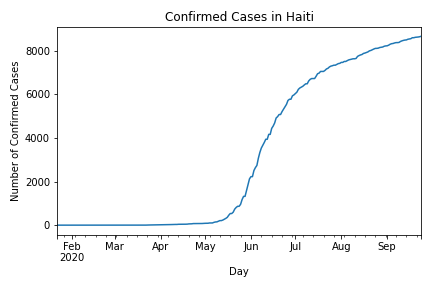 Confirmed Cases in Haiti
Number of Confirmed Cases
8000
6000
4000
2000
0
Feb Mar Apr May Jun Jul Aug Sep
2020
Day